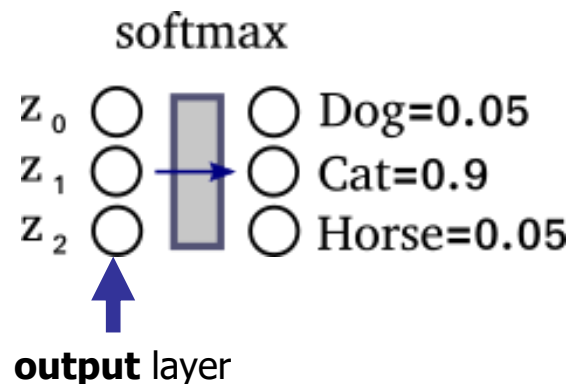 softmax
z₀ Dog=0.05
z₁ Cat=0.9
z₂ Horse=0.05
output layer